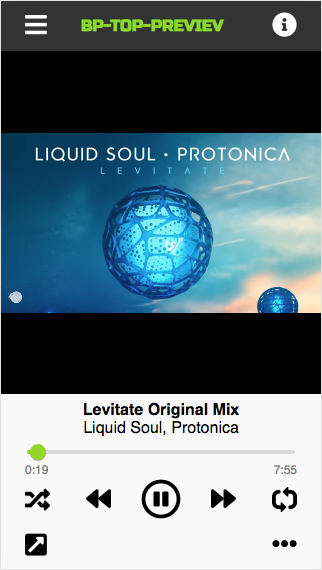 BP-TOP-PREVIEV
LIQUID SOUL · PROTONICA
LEVITATE
Levitate Original Mix
Liquid Soul, Protonica
0:19
7:55